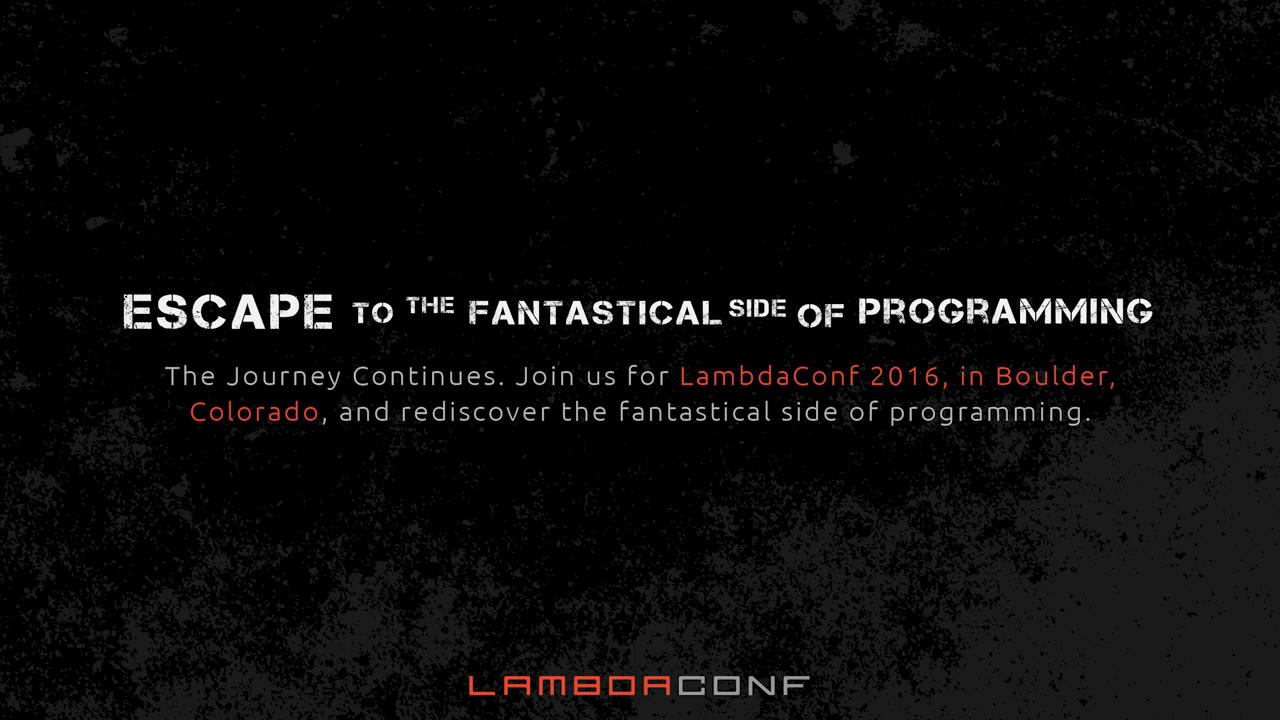 ESCAPE TO THE FANTASTICAL SIDE OF PROGRAMMING
The Journey Continues. Join us for LambdaConf 2016, in Boulder,
Colorado, and rediscover the fantastical side of programming.
LAMBDACONF